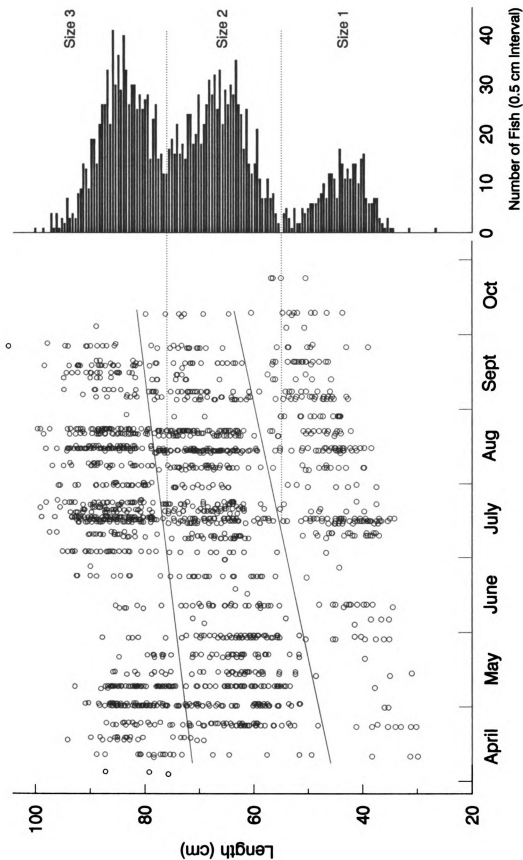 Length (cm)
100
80
60
40
20
April
May
June
July
Aug
Sept
Oct
Size 3
Size 2
Size 1
0
10
20
30
40
Number of Fish (0.5 cm Interval)